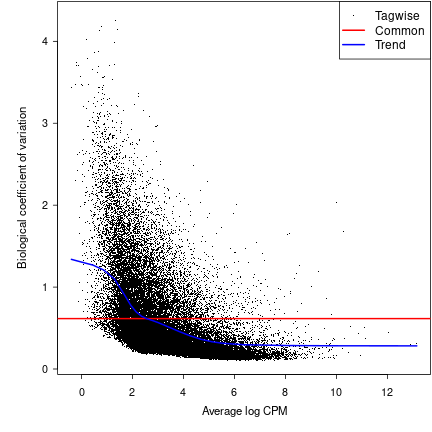 Tagwise
Common
Trend
Biological coefficient of variation
4
3
2
1
0
0 2 4 6 8 10 12
Average log CPM